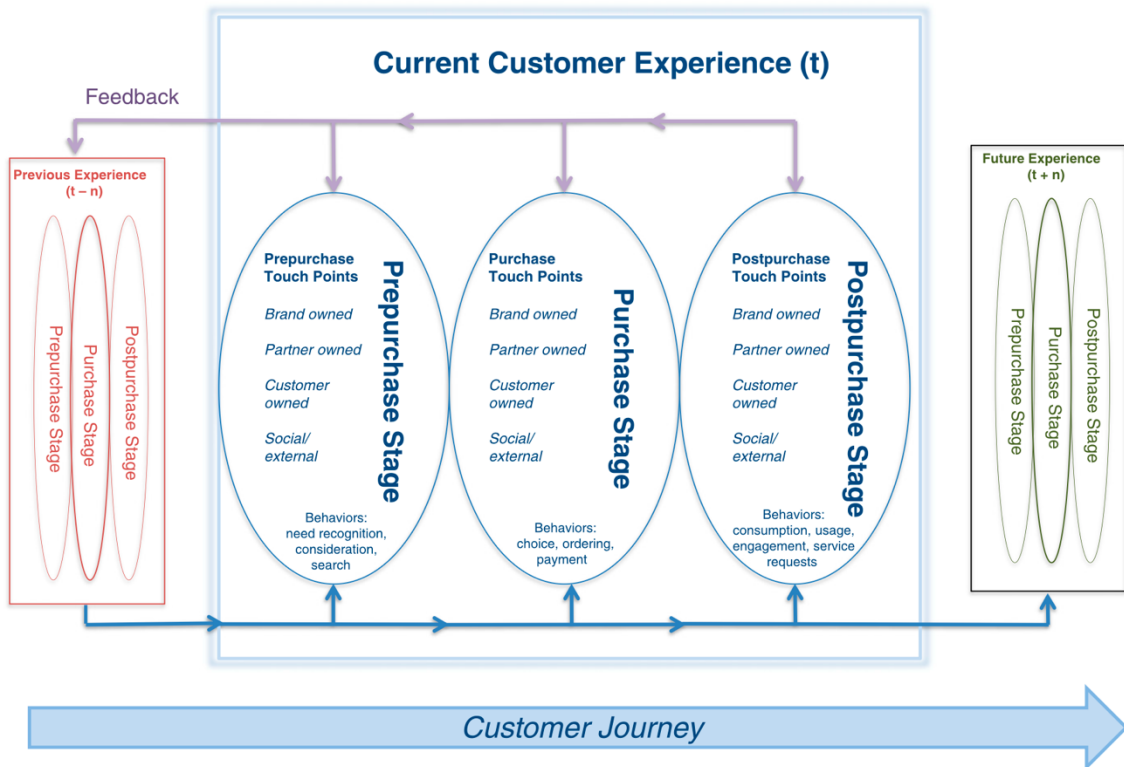 Current Customer Experience (t)
Feedback
Previous Experience
(t – n)
Prepurchase Stage
Purchase Stage
Postpurchase Stage
Prepurchase
Touch Points
Brand owned
Partner owned
Customer
owned
Social/
external
Prepurchase Stage
Behaviors:
need recognition,
consideration,
search
Purchase
Touch Points
Brand owned
Partner owned
Customer
owned
Social/
external
Purchase Stage
Behaviors:
choice, ordering,
payment
Postpurchase
Touch Points
Brand owned
Partner owned
Customer
owned
Social/
external
Postpurchase Stage
Behaviors:
consumption, usage,
engagement, service
requests
Future Experience
(t + n)
Prepurchase Stage
Purchase Stage
Postpurchase Stage
Customer Journey